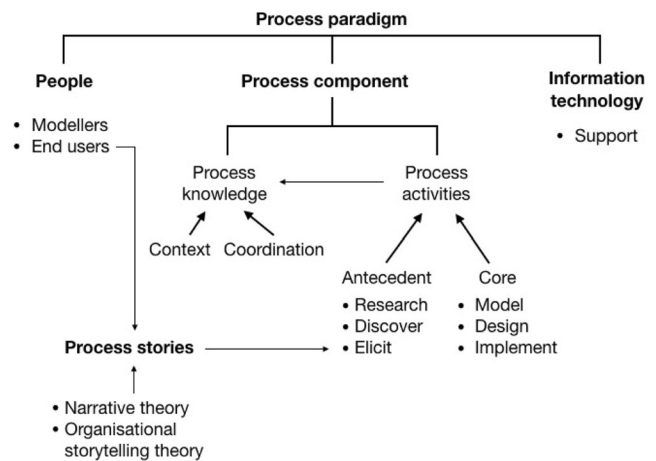 Process paradigm
People
Process component
Information
technology
• Modellers
• End users
• Support
Process
knowledge
Process
activities
Context
Coordination
Antecedent
• Research
• Discover
• Elicit
Core
• Model
• Design
• Implement
Process stories
• Narrative theory
• Organisational
storytelling theory